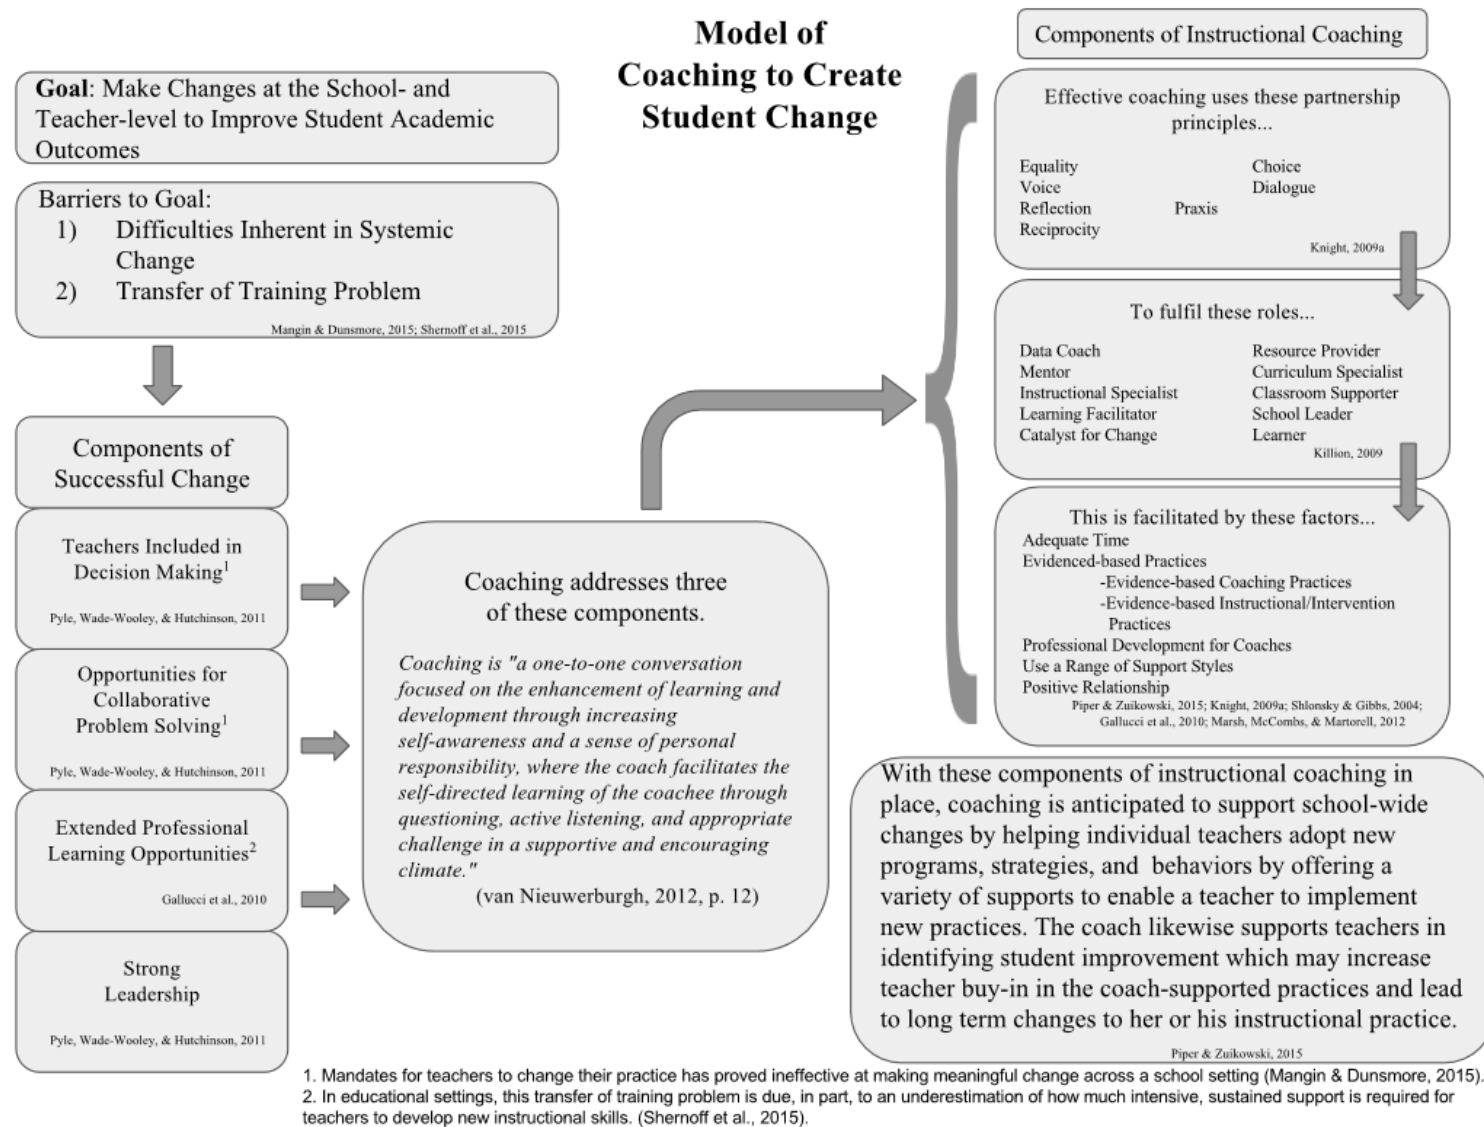 Model of
Coaching to Create
Student Change
Goal: Make Changes at the School- and
Teacher-level to Improve Student Academic
Outcomes
Barriers to Goal:
1) Difficulties Inherent in Systemic
Change
2) Transfer of Training Problem
Mangin & Dunsmore, 2015; Shernoff et al., 2015
Components of
Successful Change
Teachers Included in
Decision Making1
Pyle, Wade-Wooley, & Hutchinson, 2011
Opportunities for
Collaborative
Problem Solving1
Pyle, Wade-Wooley, & Hutchinson, 2011
Extended Professional
Learning Opportunities2
Gallucci et al., 2010
Strong
Leadership
Pyle, Wade-Wooley, & Hutchinson, 2011
Coaching addresses three
of these components.
Coaching is "a one-to-one conversation
focused on the enhancement of learning and
development through increasing
self-awareness and a sense of personal
responsibility, where the coach facilitates the
self-directed learning of the coachee through
questioning, active listening, and appropriate
challenge in a supportive and encouraging
climate."
(van Nieuwerburgh, 2012, p. 12)
Components of Instructional Coaching
Effective coaching uses these partnership
principles...
Equality Choice
Voice Dialogue
Reflection Praxis
Reciprocity
Knight, 2009a
To fulfil these roles...
Data Coach Resource Provider
Mentor Curriculum Specialist
Instructional Specialist Classroom Supporter
Learning Facilitator School Leader
Catalyst for Change Learner
Killion, 2009
This is facilitated by these factors...
Adequate Time
Evidenced-based Practices
-Evidence-based Coaching Practices
-Evidence-based Instructional/Intervention
Practices
Professional Development for Coaches
Use a Range of Support Styles
Positive Relationship
Piper & Zuikowski, 2015; Knight, 2009a; Shlonsky & Gibbs, 2004;
Gallucci et al., 2010; Marsh, McCombs, & Martorell, 2012
With these components of instructional coaching in
place, coaching is anticipated to support school-wide
changes by helping individual teachers adopt new
programs, strategies, and behaviors by offering a
variety of supports to enable a teacher to implement
new practices. The coach likewise supports teachers in
identifying student improvement which may increase
teacher buy-in in the coach-supported practices and lead
to long term changes to her or his instructional practice.
Piper & Zuikowski, 2015
1. Mandates for teachers to change their practice has proved ineffective at making meaningful change across a school setting (Mangin & Dunsmore, 2015).
2. In educational settings, this transfer of training problem is due, in part, to an underestimation of how much intensive, sustained support is required for
teachers to develop new instructional skills. (Shernoff et al., 2015).